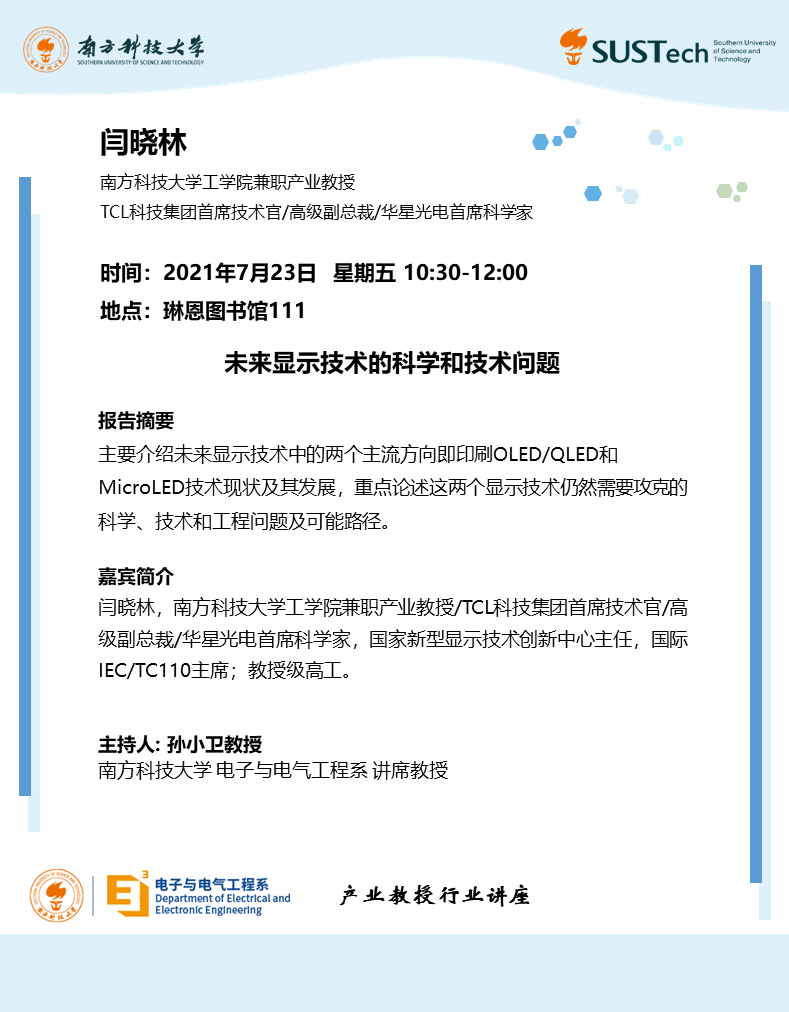 南方科技大学
SOUTHERN UNIVERSITY OF SCIENCE AND TECHNOLOGY
SUSTech
Southern University
of Science and
Technology
闫晓林
南方科技大学工学院兼职产业教授
TCL科技集团首席技术官/高级副总裁/华星光电首席科学家
时间：2021年7月23日 星期五 10:30-12:00
地点：琳恩图书馆111
未来显示技术的科学和技术问题
报告摘要
主要介绍未来显示技术中的两个主流方向即印刷OLED/QLED和
MicroLED技术现状及其发展，重点论述这两个显示技术仍然需要攻克的
科学、技术和工程问题及可能路径。
嘉宾简介
闫晓林，南方科技大学工学院兼职产业教授/TCL科技集团首席技术官/高
级副总裁/华星光电首席科学家，国家新型显示技术创新中心主任，国际
IEC/TC110主席；教授级高工。
主持人: 孙小卫教授
南方科技大学 电子与电气工程系 讲席教授
E3
电子与电气工程系
Department of Electrical and
Electronic Engineering
产业教授行业讲座